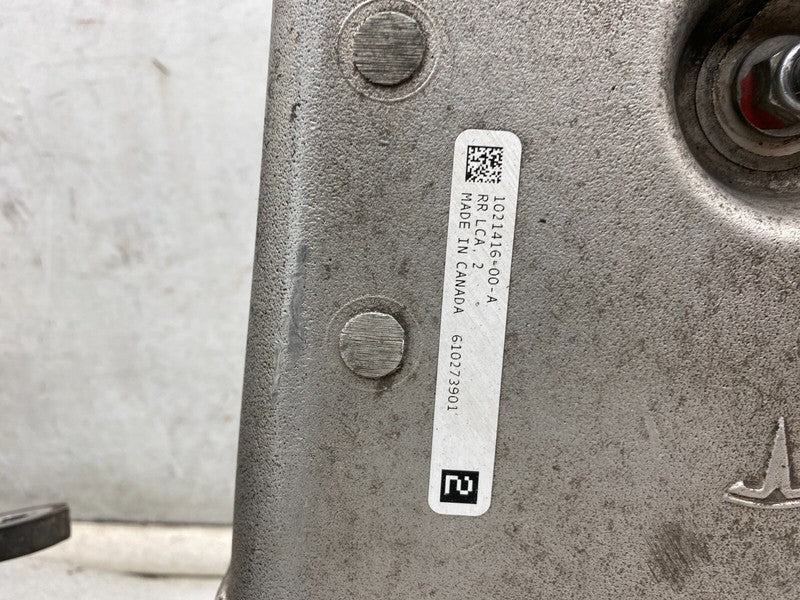 1021416-00-A
RR LCA, 2
MADE IN CANADA 610273901
2